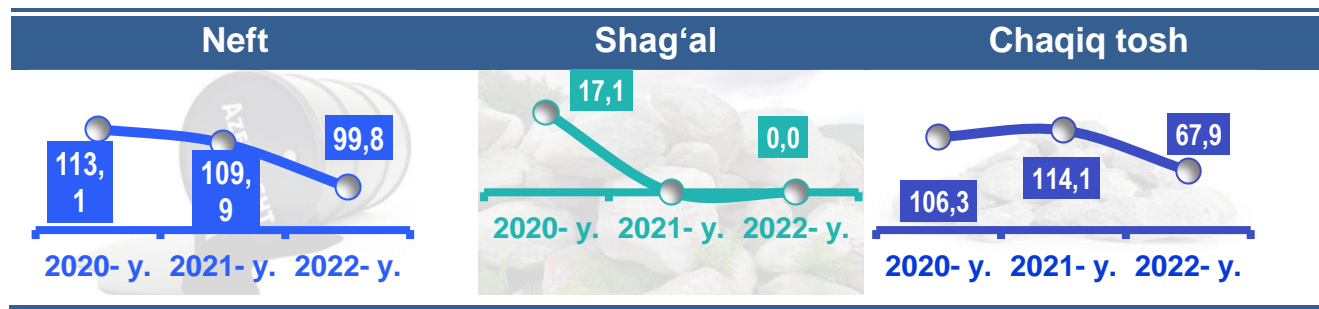 Neft
113,
1
109,
9
99,8
2020- y. 2021- y. 2022- y.
Shag‘al
17,1
0,0
2020- y. 2021- y. 2022- y.
Chaqiq tosh
106,3
114,1
67,9
2020- y. 2021- y. 2022- y.